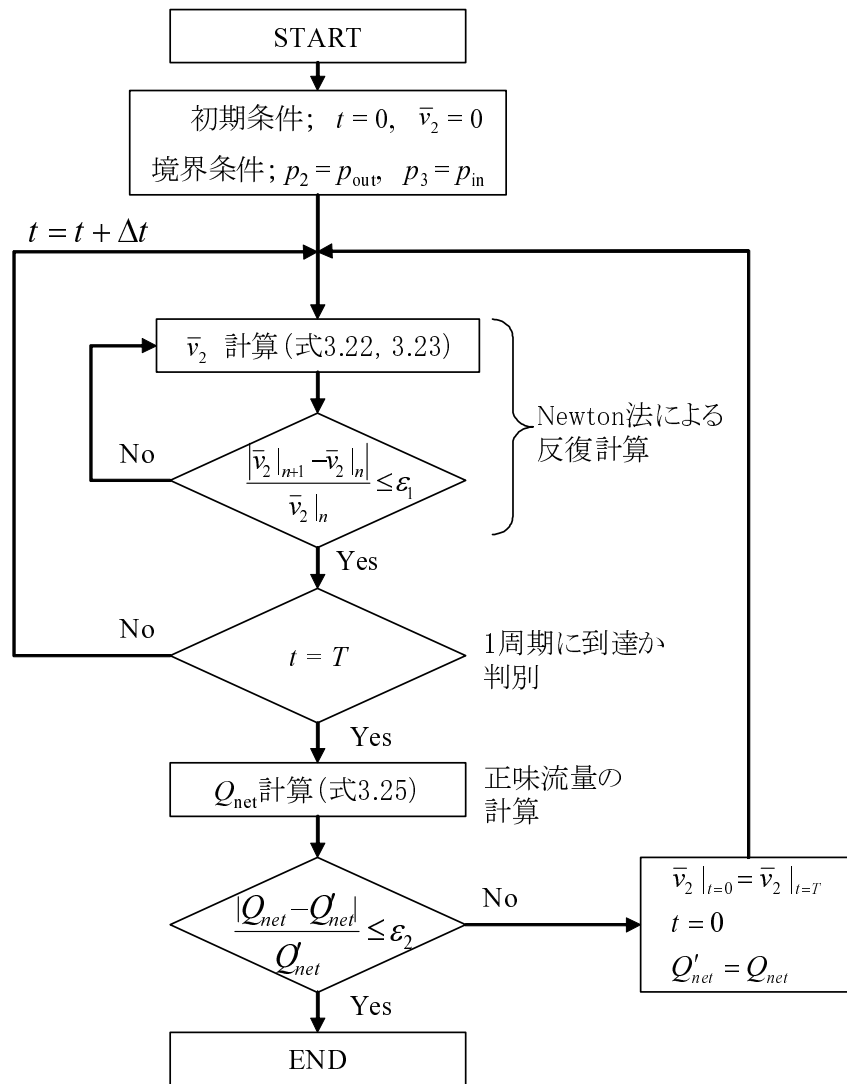 START
初期条件; t = 0, v̄₂ = 0
境界条件; p₂ = p_out, p₃ = p_in
t = t + Δt
v̄₂ 計算(式3.22, 3.23)
Newton法による
反復計算
No
|v̄₂|ₙ₊₁ − v̄₂|ₙ| / v̄₂|ₙ ≤ ε₁
Yes
No
t = T
1周期に到達か
判別
Yes
Q_net計算(式3.25)
正味流量の
計算
|Q_net − Q′_net| / Q′_net ≤ ε₂
No
v̄₂|ₜ₌₀ = v̄₂|ₜ₌T
t = 0
Q′_net = Q_net
Yes
END